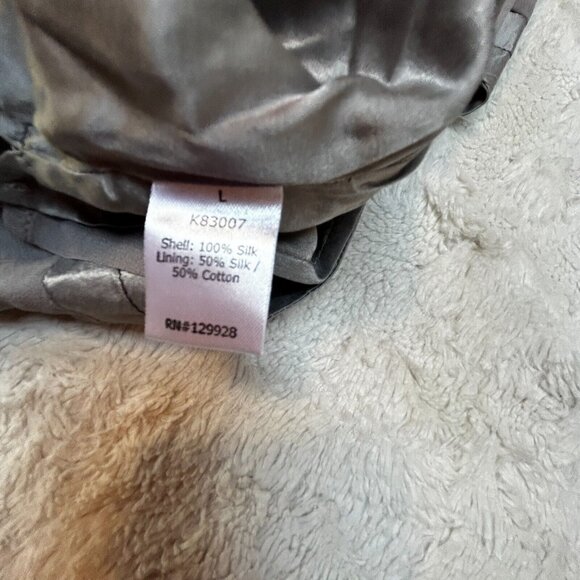 L
K83007
Shell: 100% Silk
Lining: 50% Silk /
50% Cotton
RN#129928